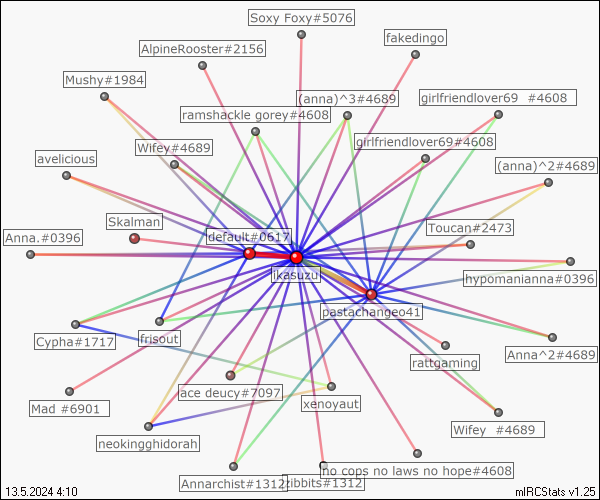 Soxy Foxy#5076
fakedingo
AlpineRooster#2156
Mushy#1984
(anna)^3#4689
girlfriendlover69  #4608
ramshackle gorey#4608
Wifey#4689
girlfriendlover69#4608
avelicious
(anna)^2#4689
Skalman
Toucan#2473
Anna.#0396
default#0617
ikasuzu
hypomanianna#0396
pastachangeo41
Cypha#1717
frisout
Anna^2#4689
rattgaming
ace deucy#7097
Mad #6901
xenoyaut
Wifey  #4689
neokingghidorah
no cops no laws no hope#4608
Annarchist#1312
zibbits#1312
13.5.2024 4:10
mIRCStats v1.25